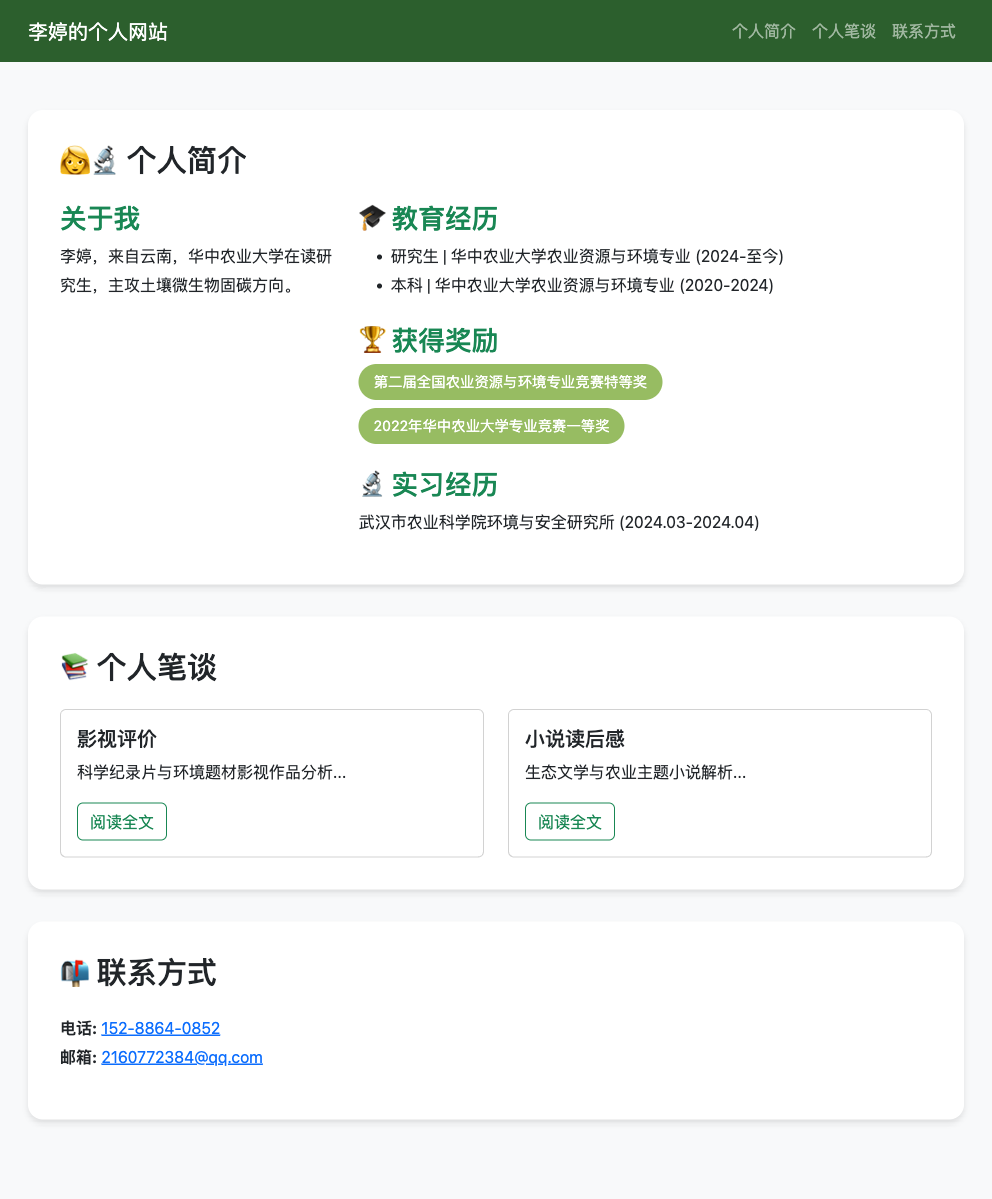 李婷的个人网站
个人简介 个人笔谈 联系方式
个人简介
关于我
李婷，来自云南，华中农业大学在读研
究生，主攻土壤微生物固碳方向。
教育经历
• 研究生 | 华中农业大学农业资源与环境专业 (2024-至今)
• 本科 | 华中农业大学农业资源与环境专业 (2020-2024)
获得奖励
第二届全国农业资源与环境专业竞赛特等奖
2022年华中农业大学专业竞赛一等奖
实习经历
武汉市农业科学院环境与安全研究所 (2024.03-2024.04)
个人笔谈
影视评价
科学纪录片与环境题材影视作品分析...
阅读全文
小说读后感
生态文学与农业主题小说解析...
阅读全文
联系方式
电话: 152-8864-0852
邮箱: 2160772384@qq.com